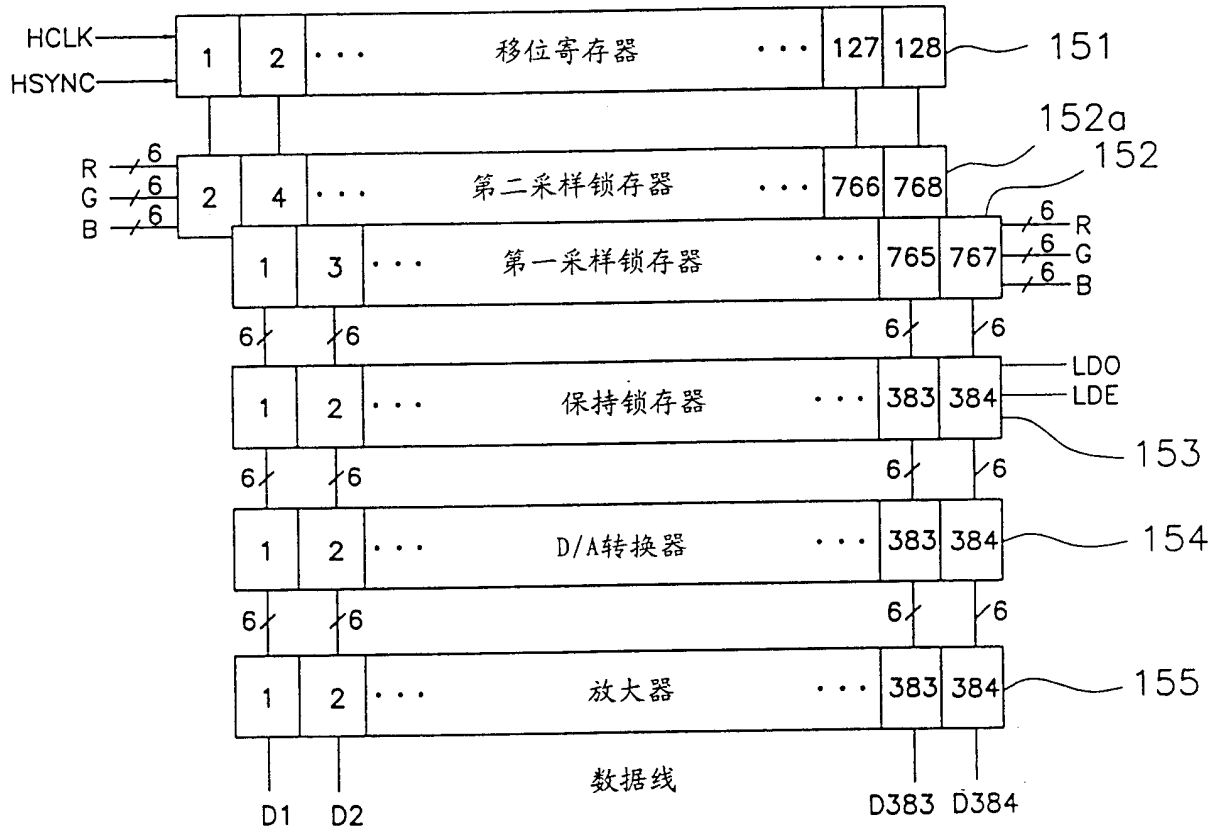 HCLK
HSYNC
1 2 ··· 移位寄存器 ··· 127 128
151
R 6
G 6
B 6
2 4 ··· 第二采样锁存器 ··· 766 768
152a
152
1 3 ··· 第一采样锁存器 ··· 765 767
6 R
6 G
6 B
6 6 6 6
1 2 ··· 保持锁存器 ··· 383 384
LDO
LDE
153
6 6 6 6
1 2 ··· D/A转换器 ··· 383 384
154
6 6 6 6
1 2 ··· 放大器 ··· 383 384
155
D1 D2 数据线 D383 D384